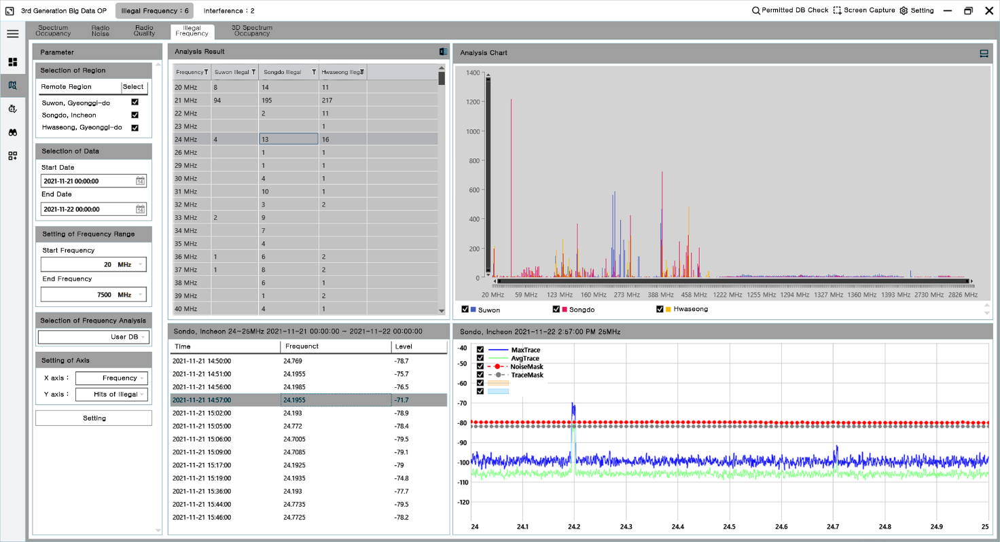 3rd Generation Big Data OP
Illegal Frequency : 6
Interference : 2
Permitted DB Check
Screen Capture
Setting
Spectrum Occupancy
Radio Noise
Radio Quality
Illegal Frequency
3D Spectrum Occupancy
Parameter
Selection of Region
Remote Region Select
Suwon, Gyeonggi-do
Songdo, Incheon
Hwaseong, Gyeonggi-do
Selection of Data
Start Date
2021-11-21 00:00:00
14
End Date
2021-11-22 00:00:00
14
Setting of Frequency Range
Start Frequency
20 MHz
End Frequency
7500 MHz
Selection of Frequency Analysis
User DB
Setting of Axis
X axis : Frequency
Y axis : Hits of Illegal
Setting
Analysis Result
Frequency Suwon Illegal Songdo Illegal Hwaseong Illegal
20 MHz 8 14 11
21 MHz 94 195 217
22 MHz 2 11
23 MHz 1
24 MHz 4 13 16
26 MHz 1 1
29 MHz 1 1
30 MHz 4 1
31 MHz 10 1
32 MHz 3 2
33 MHz 2 9
34 MHz 7
35 MHz 4
36 MHz 1 6 2
37 MHz 1 8 2
38 MHz 6 1
39 MHz 1 2
40 MHz 4 1
Analysis Chart
1400
1200
1000
800
600
400
200
0
20 MHz 59 MHz 123 MHz 160 MHz 273 MHz 388 MHz 458 MHz 1222 MHz 1255 MHz 1294 MHz 1327 MHz 1360 MHz 1393 MHz 2730 MHz 2826 MHz
Suwon Songdo Hwaseong
Sondo, Incheon 24~25MHz 2021-11-21 00:00:00 ~ 2021-11-22 00:00:00
Time Frequenct Level
2021-11-21 14:50:00 24.769 -78.7
2021-11-21 14:51:00 24.1955 -75.7
2021-11-21 14:56:00 24.1985 -76.5
2021-11-21 14:57:00 24.1955 -71.7
2021-11-21 15:02:00 24.193 -78.9
2021-11-21 15:05:00 24.772 -78.4
2021-11-21 15:06:00 24.7005 -79.5
2021-11-21 15:09:00 24.7085 -79.1
2021-11-21 15:17:00 24.1925 -79
2021-11-21 15:19:00 24.1935 -74.8
2021-11-21 15:36:00 24.193 -77.7
2021-11-21 15:44:00 24.7735 -79.5
2021-11-21 15:46:00 24.7725 -78.2
Sondo, Incheon 2021-11-22 2:57:00 PM 25MHz
MaxTrace
AvgTrace
NoiseMask
TraceMask
-40
-50
-60
-70
-80
-90
-100
-110
-120
24 24.1 24.2 24.3 24.4 24.5 24.6 24.7 24.8 24.9 25